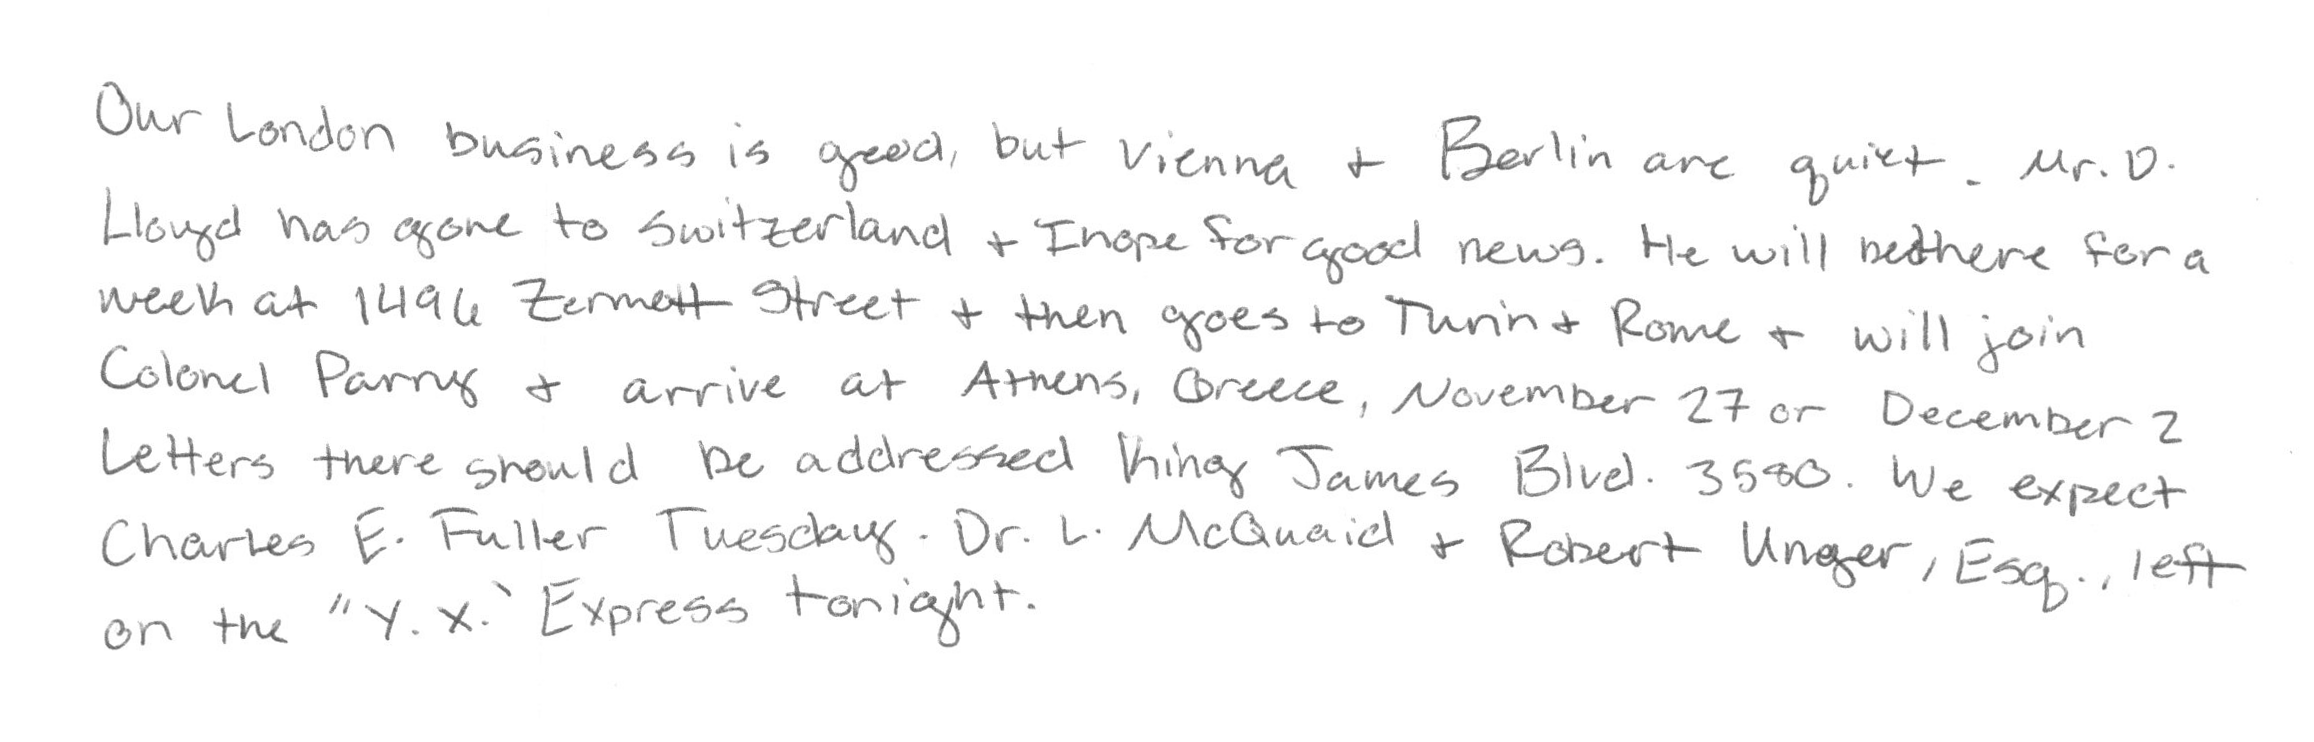 Our London business is good, but Vienna + Berlin are quiet. Mr. D.
Lloyd has gone to Switzerland + I hope for good news. He will be there for a
week at 1496 Zermott Street + then goes to Turin + Rome + will join
Colonel Parry + arrive at Athens, Greece, November 27 or December 2
Letters there should be addressed King James Blvd. 3580. We expect
Charles E. Fuller Tuesday. Dr. L. McQuaid + Robert Unger, Esq., left
on the "Y. X." Express tonight.